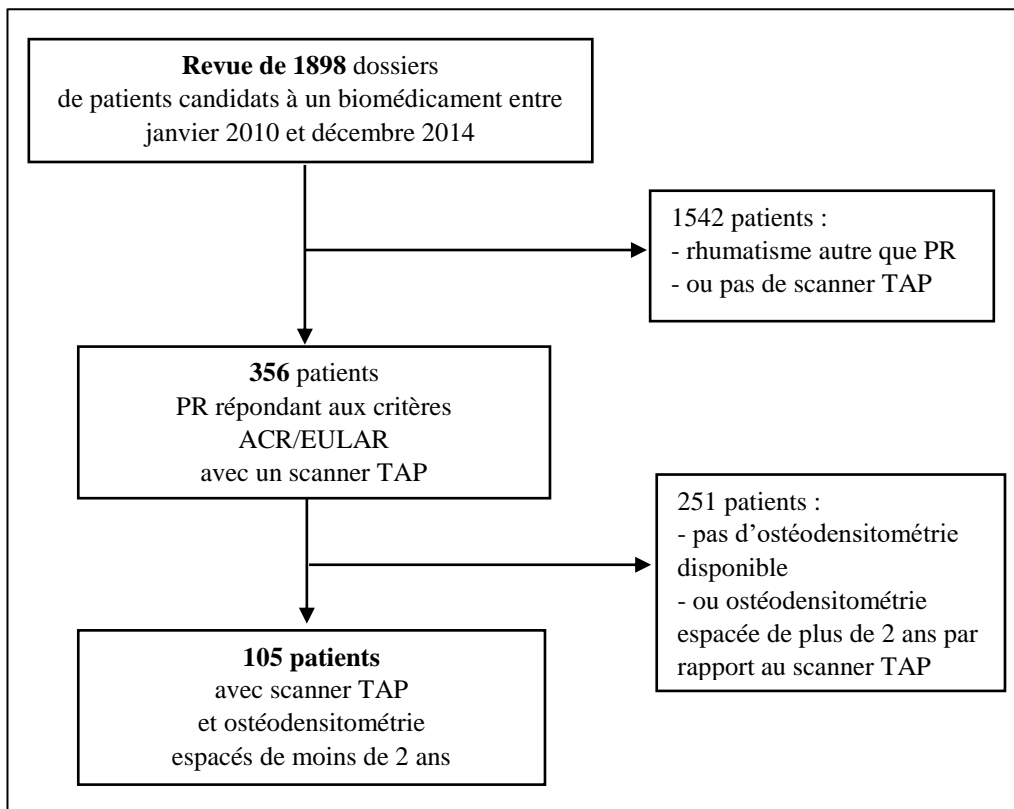 Revue de 1898 dossiers
de patients candidats à un biomédicament entre
janvier 2010 et décembre 2014
1542 patients :
- rhumatisme autre que PR
- ou pas de scanner TAP
356 patients
PR répondant aux critères
ACR/EULAR
avec un scanner TAP
251 patients :
- pas d’ostéodensitométrie
disponible
- ou ostéodensitométrie
espacée de plus de 2 ans par
rapport au scanner TAP
105 patients
avec scanner TAP
et ostéodensitométrie
espacés de moins de 2 ans